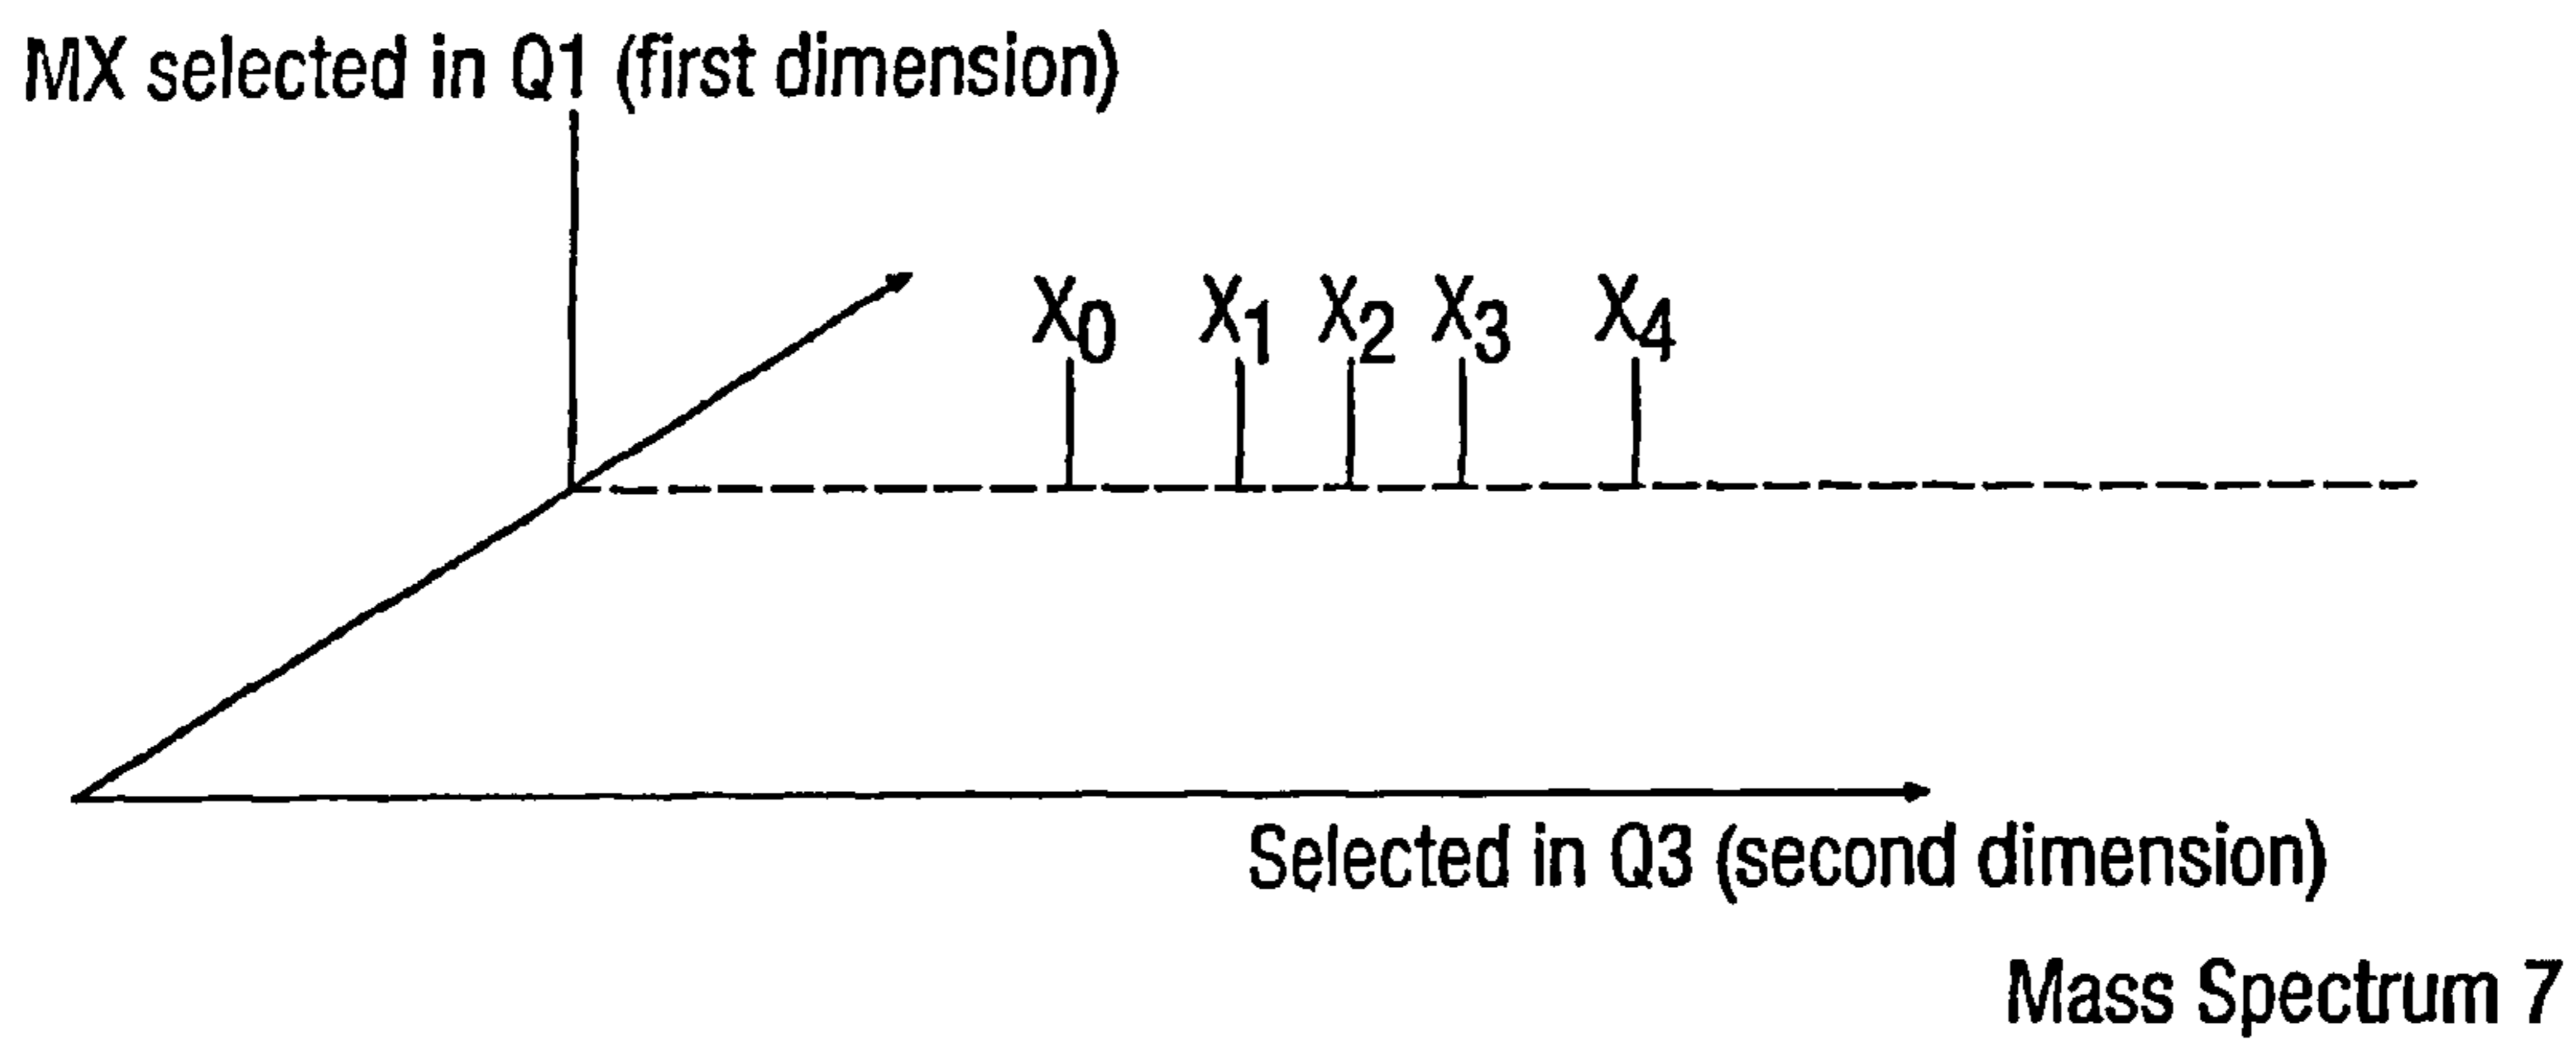 MX selected in Q1 (first dimension)
X0 X1 X2 X3 X4
Selected in Q3 (second dimension)
Mass Spectrum 7